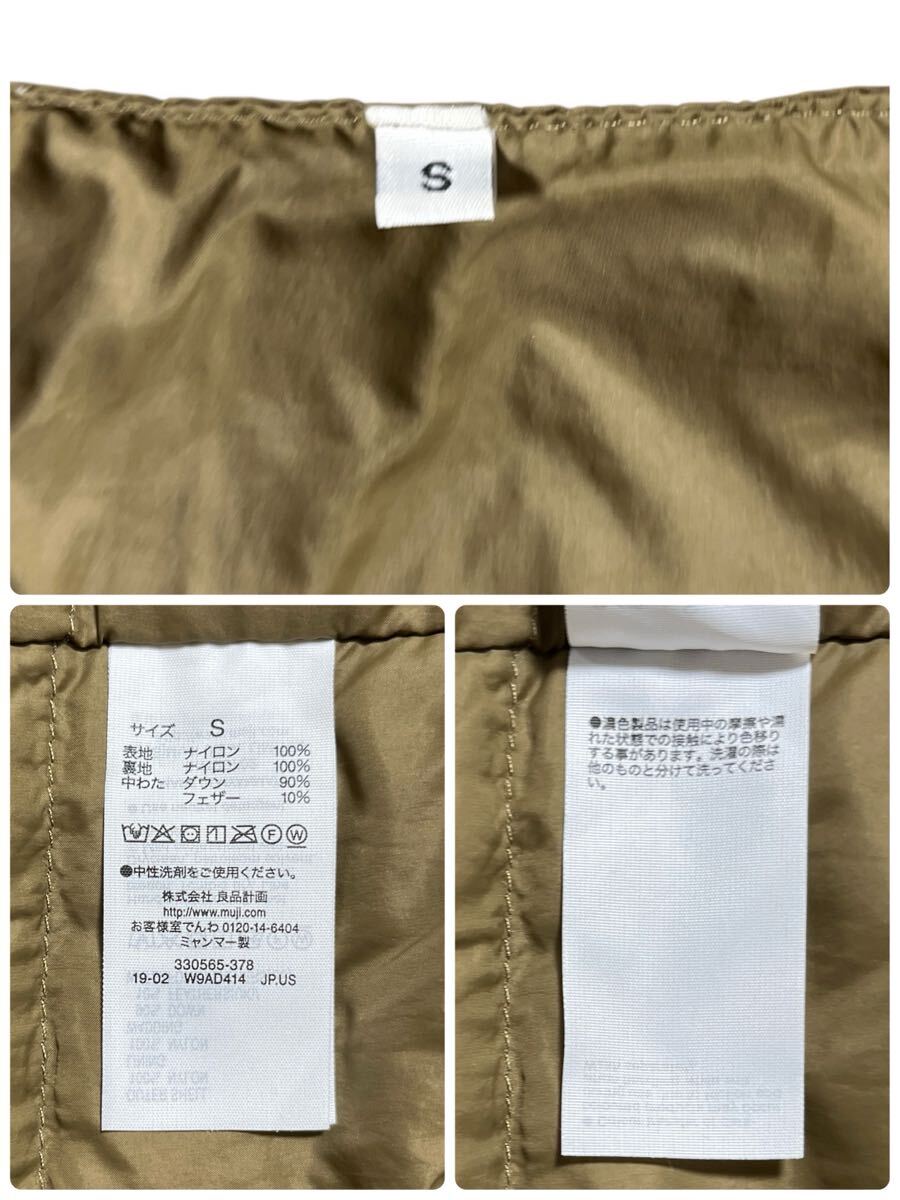 S
サイズ S
表地 ナイロン 100%
裏地 ナイロン 100%
中わた ダウン 90%
フェザー 10%
●中性洗剤をご使用ください。
株式会社 良品計画
http://www.muji.com
お客様室でんわ 0120-14-6404
ミャンマー製
330565-378
19-02 W9AD414 JP.US
100% NYLON
OUTER SHELL
●濃色製品は使用中の摩擦や濡
れた状態での接触により色移り
する事があります。洗濯の際は
他のものと分けて洗ってくださ
い。